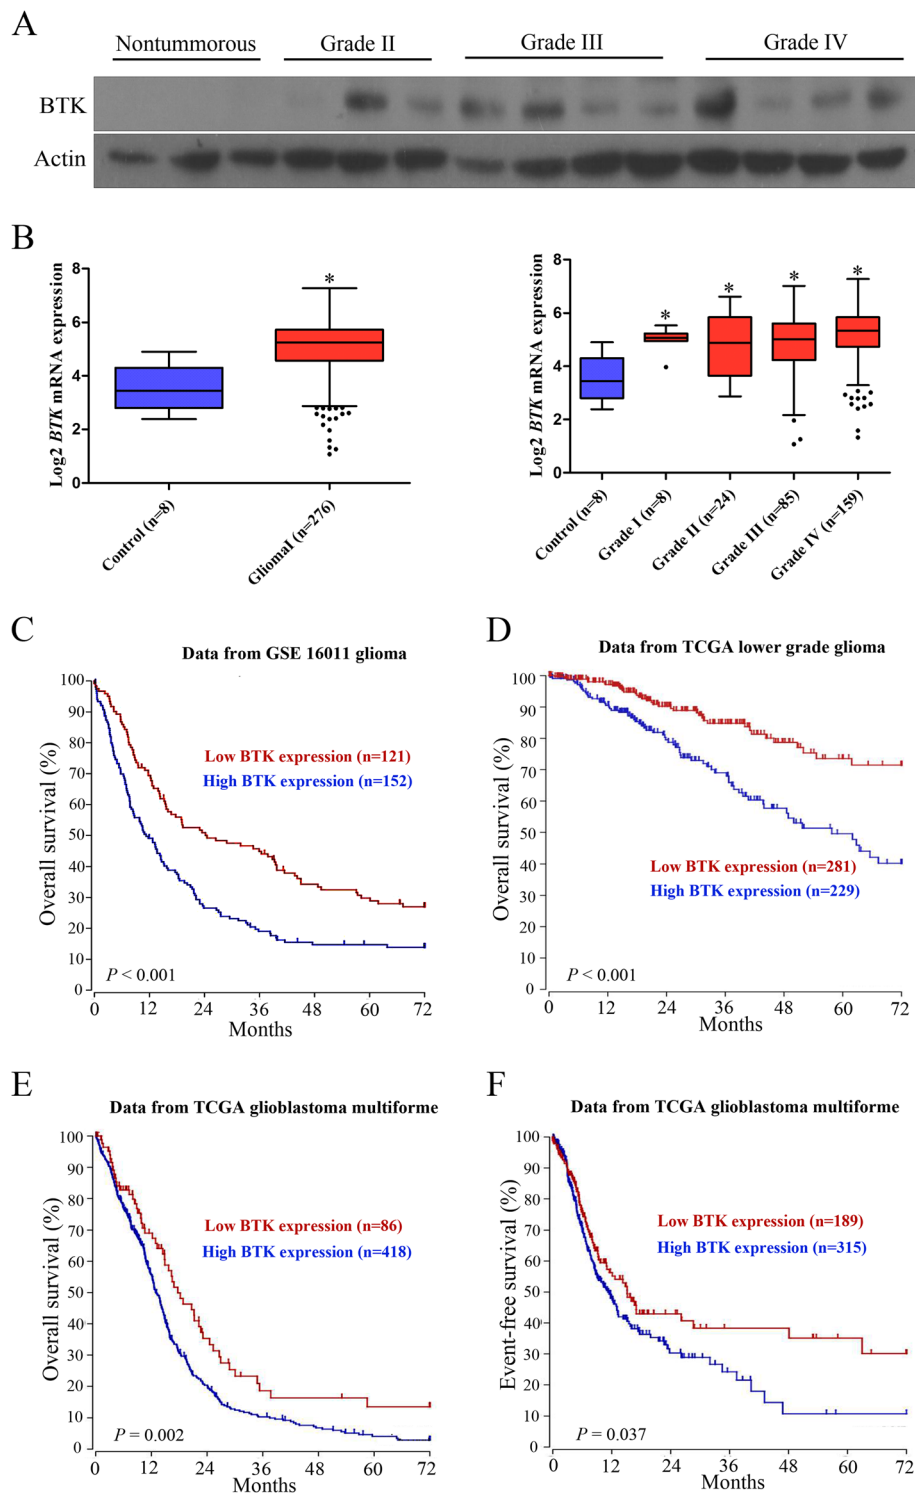 A
Nontummorous Grade II Grade III Grade IV
BTK
Actin
B
Log2 BTK mRNA expression
8
6
4
2
0
Control (n=8)
Gliomal (n=276)
*
Log2 BTK mRNA expression
8
6
4
2
0
Control (n=8)
Grade I (n=8)
Grade II (n=24)
Grade III (n=85)
Grade IV (n=159)
* * * *
C
Data from GSE 16011 glioma
Overall survival (%)
100
90
80
70
60
50
40
30
20
10
0
Low BTK expression (n=121)
High BTK expression (n=152)
P < 0.001
0 12 24 36 48 60 72
Months
D
Data from TCGA lower grade glioma
Overall survival (%)
100
90
80
70
60
50
40
30
20
10
0
Low BTK expression (n=281)
High BTK expression (n=229)
P < 0.001
0 12 24 36 48 60 72
Months
E
Data from TCGA glioblastoma multiforme
Overall survival (%)
100
90
80
70
60
50
40
30
20
10
0
Low BTK expression (n=86)
High BTK expression (n=418)
P = 0.002
0 12 24 36 48 60 72
Months
F
Data from TCGA glioblastoma multiforme
Event-free survival (%)
100
90
80
70
60
50
40
30
20
10
0
Low BTK expression (n=189)
High BTK expression (n=315)
P = 0.037
0 12 24 36 48 60 72
Months